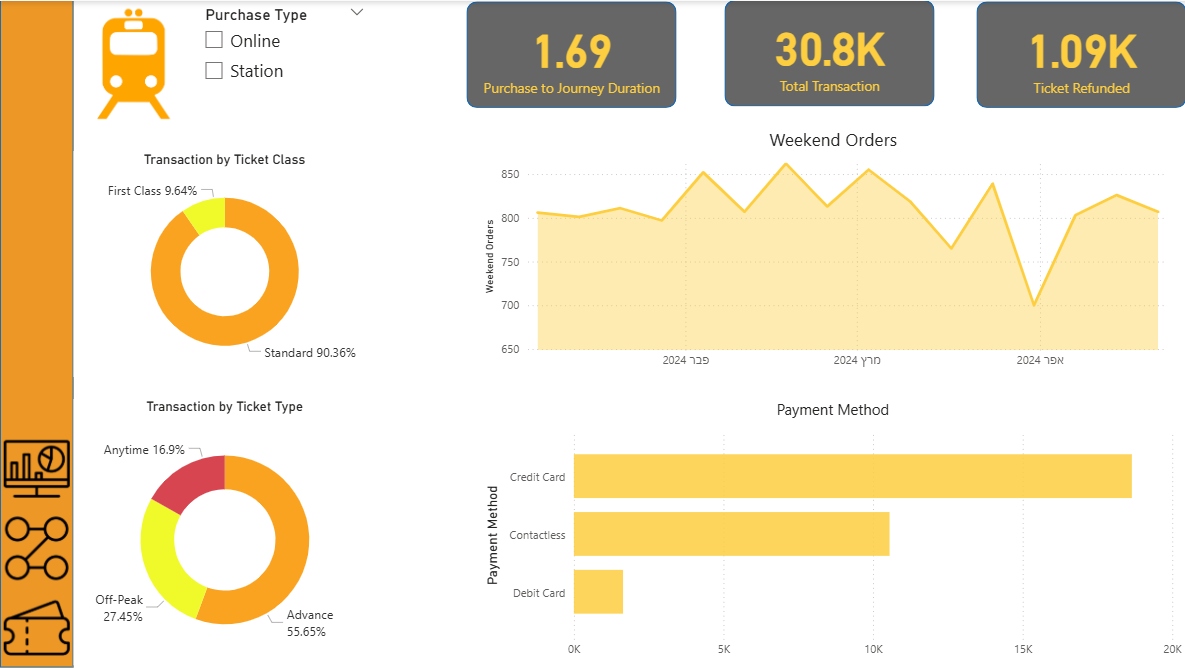 Purchase Type
Online
Station
1.69
Purchase to Journey Duration
30.8K
Total Transaction
1.09K
Ticket Refunded
Transaction by Ticket Class
First Class 9.64%
Standard 90.36%
Weekend Orders
Weekend Orders
850
800
750
700
650
פבר 2024
מרץ 2024
אפר 2024
Transaction by Ticket Type
Anytime 16.9%
Off-Peak
27.45%
Advance
55.65%
Payment Method
Payment Method
Credit Card
Contactless
Debit Card
0K
5K
10K
15K
20K